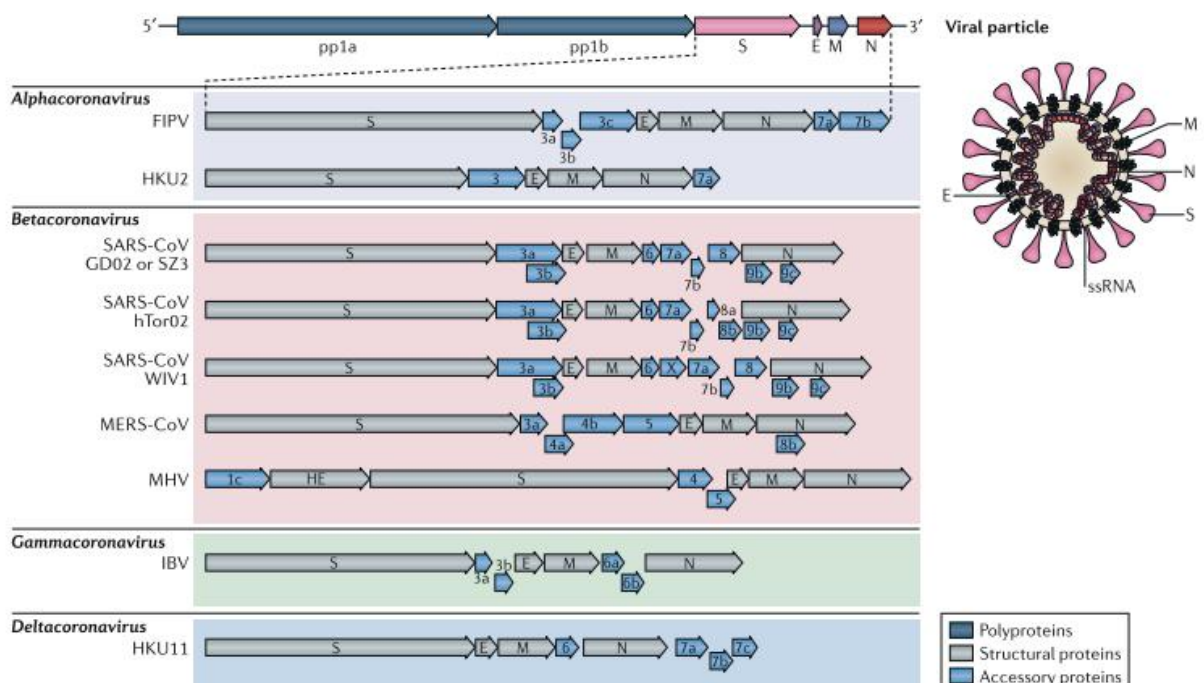 5′ 3′
pp1a pp1b S E M N
Viral particle
M
N
E
S
ssRNA
Alphacoronavirus
FIPV S 3a 3b 3c E M N 7a 7b
HKU2 S 3 E M N 7a
Betacoronavirus
SARS-CoV
GD02 or SZ3 S 3a 3b E M 6 7a 7b 8 N 9b 9c
SARS-CoV
hTor02 S 3a 3b E M 6 7a 7b 8a 8b N 9b 9c
SARS-CoV
WIV1 S 3a 3b E M 6 X 7a 7b 8 N 9b 9c
MERS-CoV S 3a 4a 4b 5 E M N 8b
MHV 1c HE S 4 5 E M N
Gammacoronavirus
IBV S 3a 3b E M 6a 6b N
Deltacoronavirus
HKU11 S E M 6 N 7a 7b 7c
Polyproteins
Structural proteins
Accessory proteins